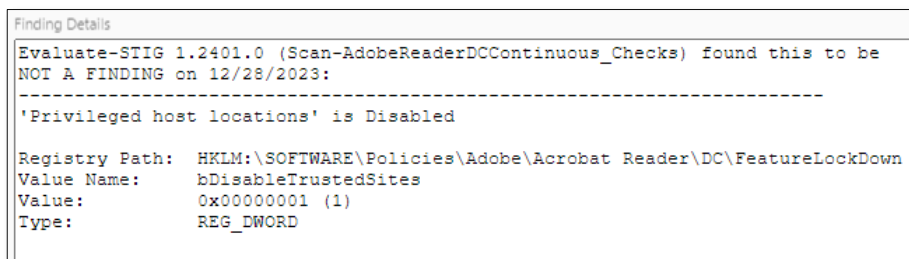 Finding Details
Evaluate-STIG 1.2401.0 (Scan-AdobeReaderDCContinuous_Checks) found this to be
NOT A FINDING on 12/28/2023:
------------------------------------------------------------------------
'Privileged host locations' is Disabled
Registry Path:  HKLM:\SOFTWARE\Policies\Adobe\Acrobat Reader\DC\FeatureLockDown
Value Name:     bDisableTrustedSites
Value:          0x00000001 (1)
Type:           REG_DWORD